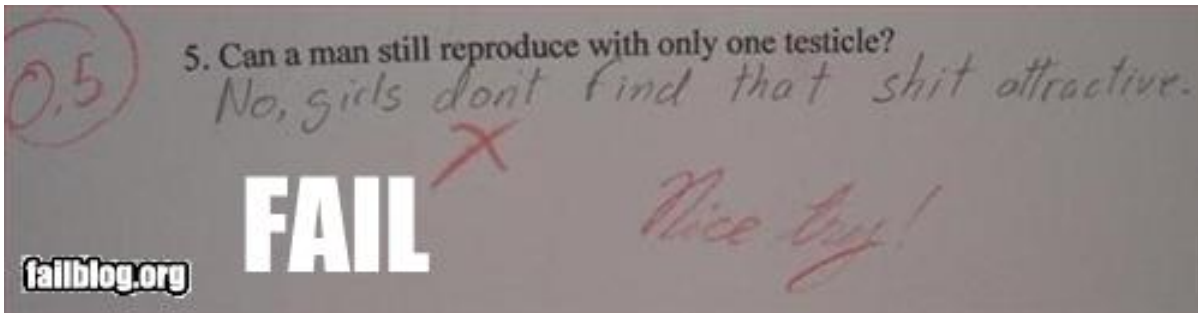 0.5
5. Can a man still reproduce with only one testicle?
No, girls don't find that shit attractive.
X
FAIL
Nice try!
failblog.org